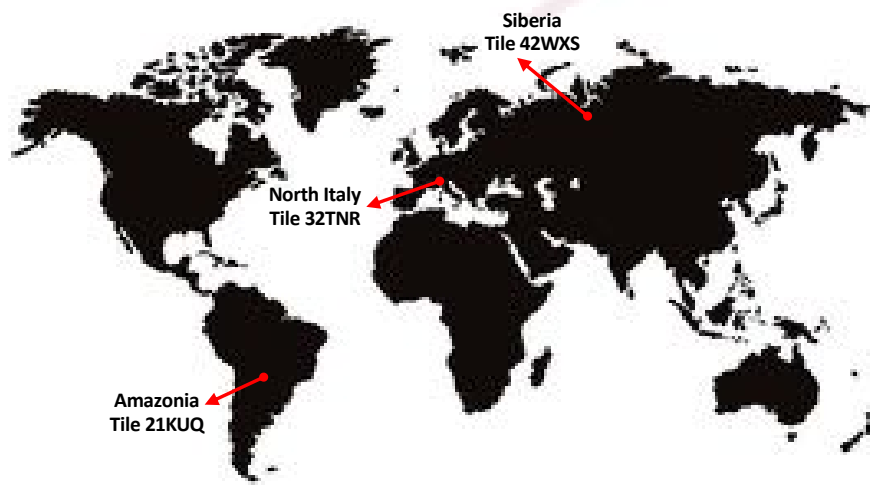 Siberia
Tile 42WXS
North Italy
Tile 32TNR
Amazonia
Tile 21KUQ